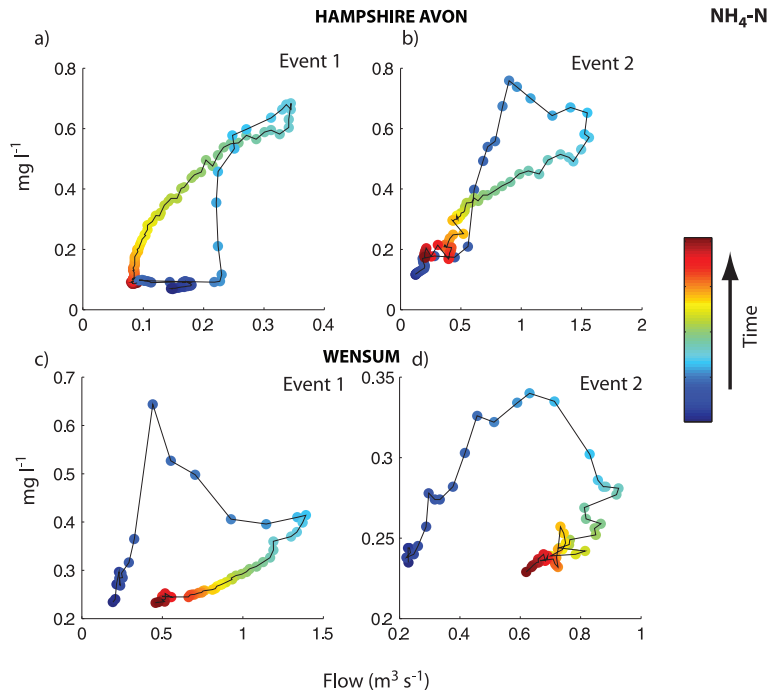 HAMPSHIRE AVON
NH4-N
a)
Event 1
b)
Event 2
mg l-1
0.8
0.6
0.4
0.2
0
0
0.1
0.2
0.3
0.4
0.8
0.6
0.4
0.2
0
0
0.5
1
1.5
2
Time
WENSUM
c)
Event 1
d)
Event 2
mg l-1
0.7
0.6
0.5
0.4
0.3
0.2
0
0.5
1
1.5
0.35
0.3
0.25
0.2
0.2
0.4
0.6
0.8
1
Flow (m3 s-1)